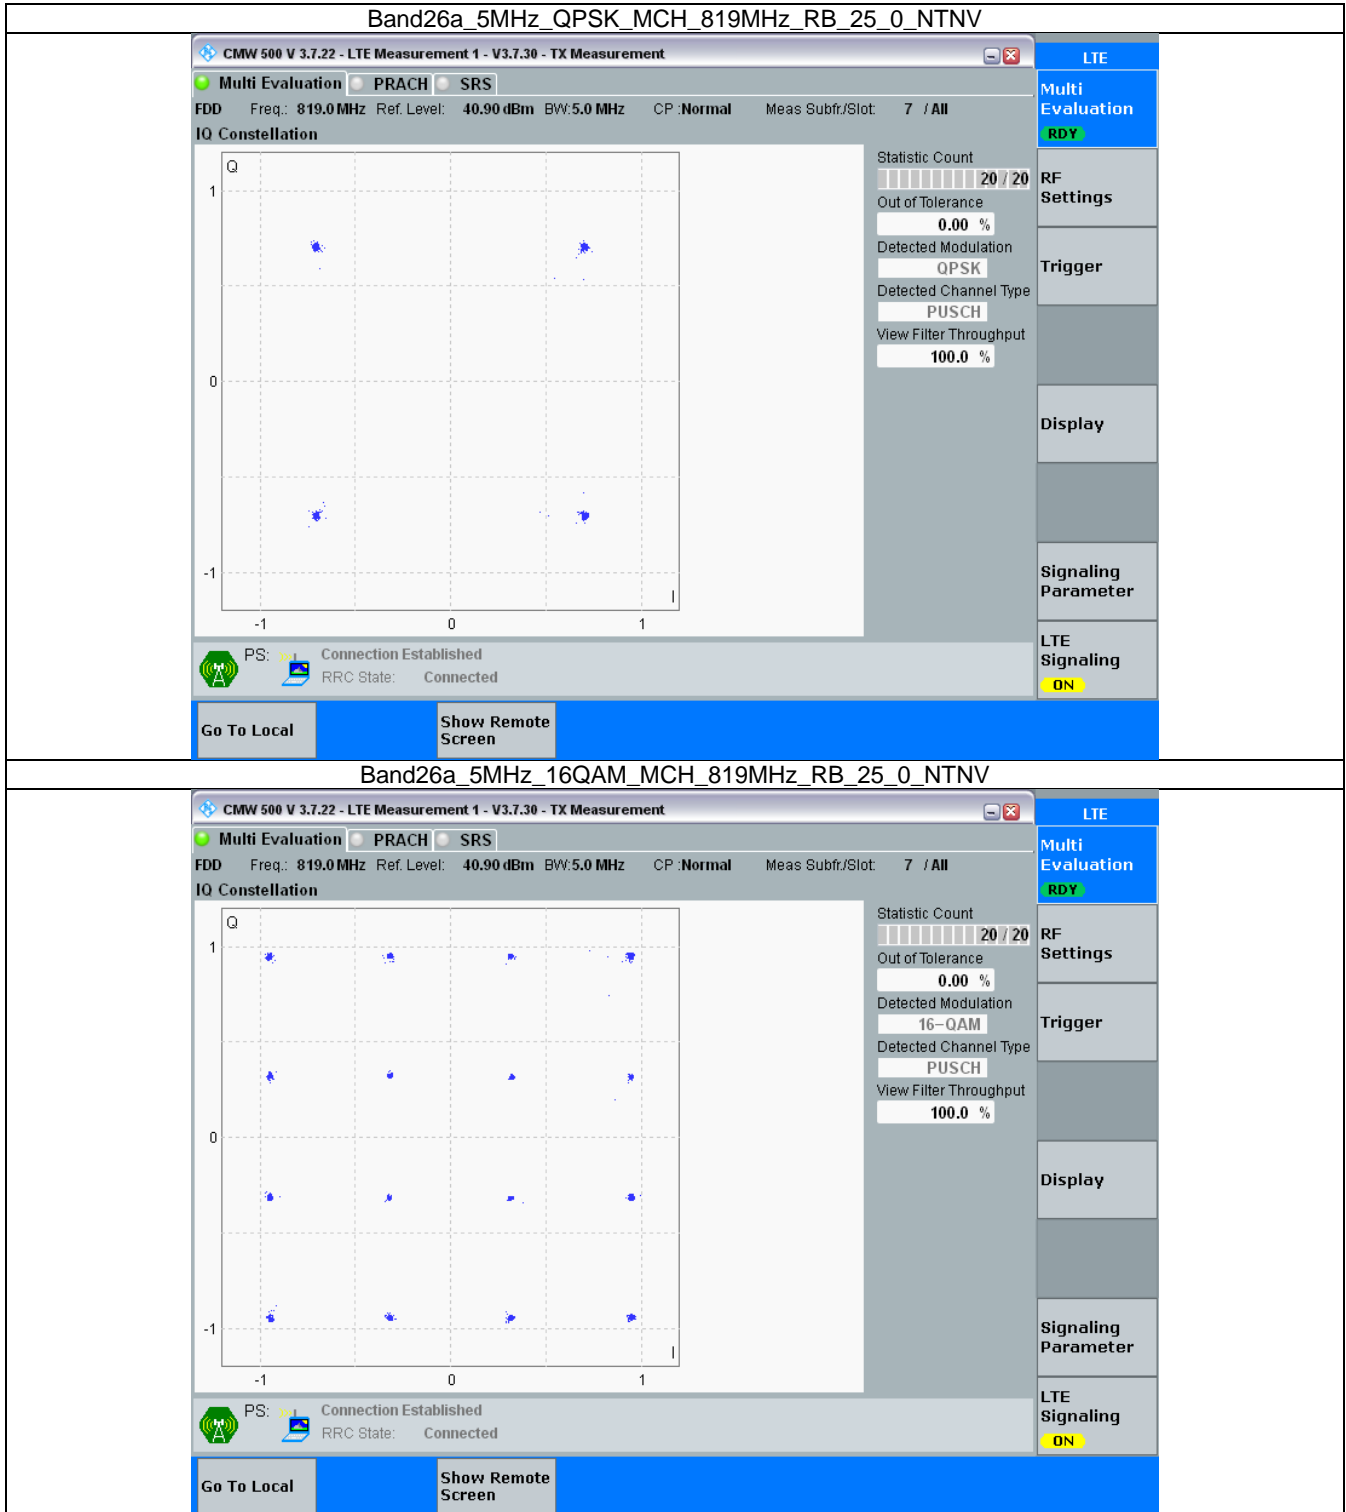 Band26a_5MHz_QPSK_MCH_819MHz_RB_25_0_NTNV
CMW 500 V 3.7.22 - LTE Measurement 1 - V3.7.30 - TX Measurement
LTE
Multi Evaluation PRACH SRS
Multi
Evaluation
RDY
FDD Freq.: 819.0 MHz Ref. Level: 40.90 dBm BW: 5.0 MHz CP : Normal Meas Subfr./Slot: 7 / All
IQ Constellation
Q
1
0
-1
-1 0 1
I
Statistic Count
20 / 20
Out of Tolerance
0.00 %
Detected Modulation
QPSK
Detected Channel Type
PUSCH
View Filter Throughput
100.0 %
RF
Settings
Trigger
Display
Signaling
Parameter
LTE
Signaling
ON
PS: Connection Established
RRC State: Connected
Go To Local
Show Remote
Screen
Band26a_5MHz_16QAM_MCH_819MHz_RB_25_0_NTNV
CMW 500 V 3.7.22 - LTE Measurement 1 - V3.7.30 - TX Measurement
LTE
Multi Evaluation PRACH SRS
Multi
Evaluation
RDY
FDD Freq.: 819.0 MHz Ref. Level: 40.90 dBm BW: 5.0 MHz CP : Normal Meas Subfr./Slot: 7 / All
IQ Constellation
Q
1
0
-1
-1 0 1
I
Statistic Count
20 / 20
Out of Tolerance
0.00 %
Detected Modulation
16-QAM
Detected Channel Type
PUSCH
View Filter Throughput
100.0 %
RF
Settings
Trigger
Display
Signaling
Parameter
LTE
Signaling
ON
PS: Connection Established
RRC State: Connected
Go To Local
Show Remote
Screen